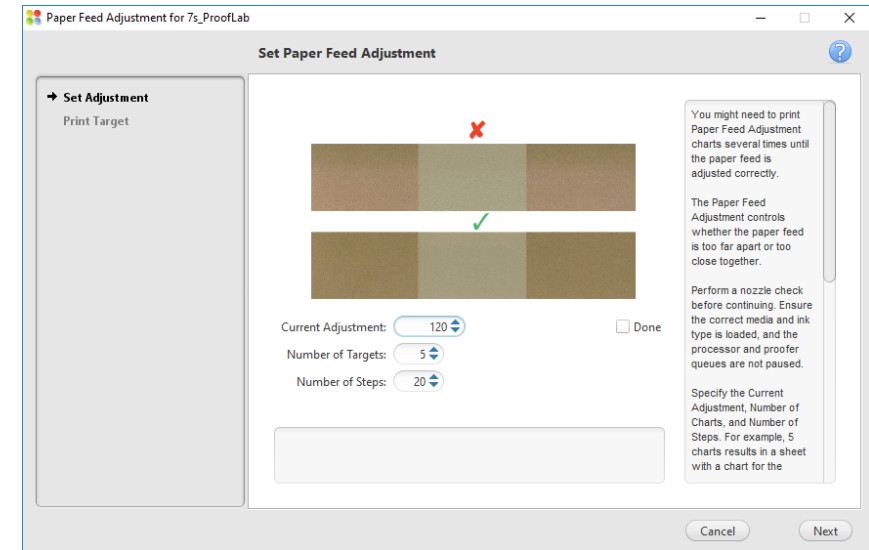 Paper Feed Adjustment for 7s_ProofLab
Set Paper Feed Adjustment
Set Adjustment
Print Target
Current Adjustment: 120
Done
Number of Targets: 5
Number of Steps: 20
You might need to print
Paper Feed Adjustment
charts several times until
the paper feed is
adjusted correctly.
The Paper Feed
Adjustment controls
whether the paper feed
is too far apart or too
close together.
Perform a nozzle check
before continuing. Ensure
the correct media and ink
type is loaded, and the
processor and proofer
queues are not paused.
Specify the Current
Adjustment, Number of
Charts, and Number of
Steps. For example, 5
charts results in a sheet
with a chart for the
Cancel
Next